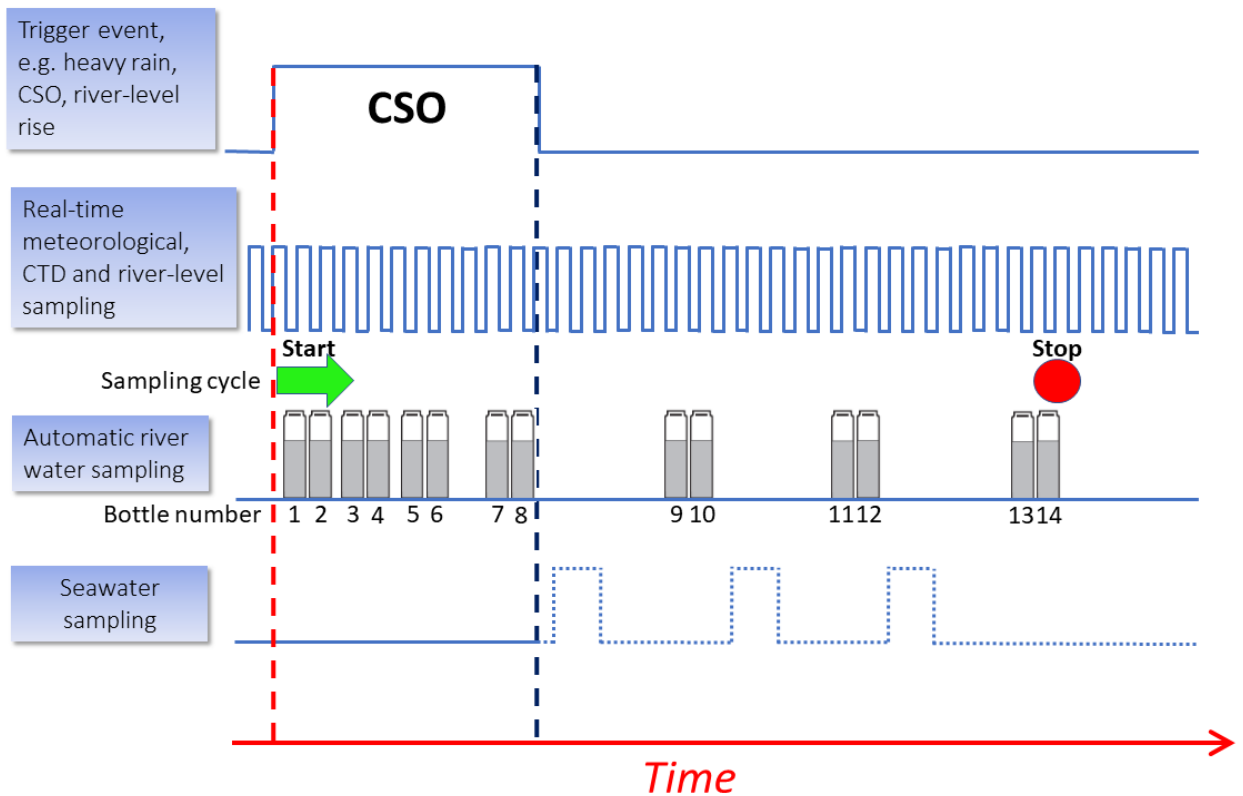 Trigger event,
e.g. heavy rain,
CSO, river-level
rise
CSO
Real-time
meteorological,
CTD and river-level
sampling
Start
Stop
Sampling cycle
Automatic river
water sampling
Bottle number
1 2 3 4 5 6 7 8 9 10 11 12 13 14
Seawater
sampling
Time